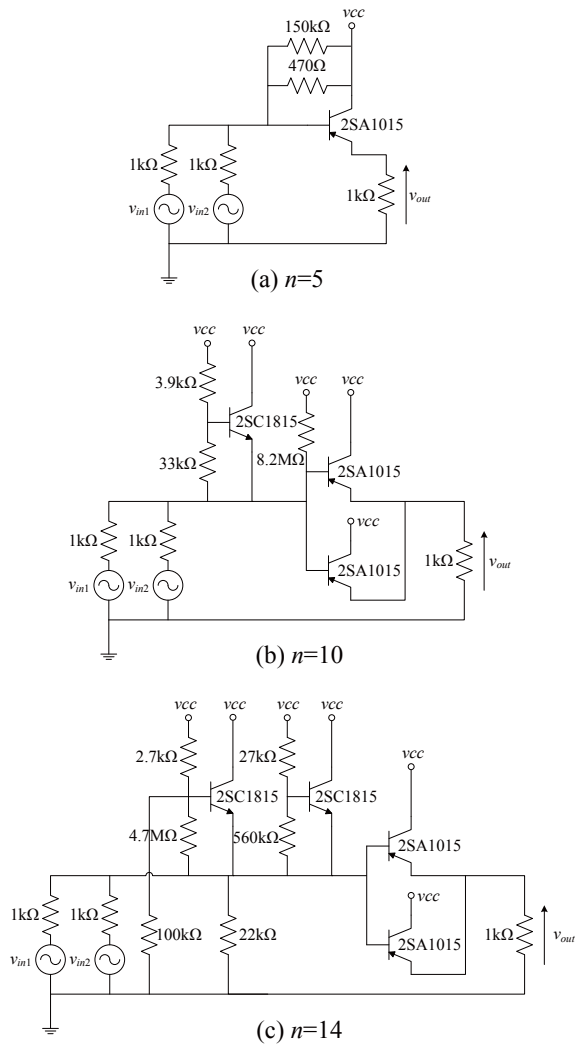 vcc
150kΩ
470Ω
2SA1015
1kΩ
1kΩ
1kΩ
vin1
vin2
vout
(a) n=5
vcc
vcc
3.9kΩ
vcc
vcc
2SC1815
33kΩ
8.2MΩ
2SA1015
vcc
1kΩ
1kΩ
2SA1015
1kΩ
vin1
vin2
vout
(b) n=10
vcc
vcc
vcc
vcc
2.7kΩ
27kΩ
vcc
2SC1815
2SC1815
4.7MΩ
560kΩ
2SA1015
vcc
1kΩ
1kΩ
100kΩ
22kΩ
2SA1015
1kΩ
vin1
vin2
vout
(c) n=14